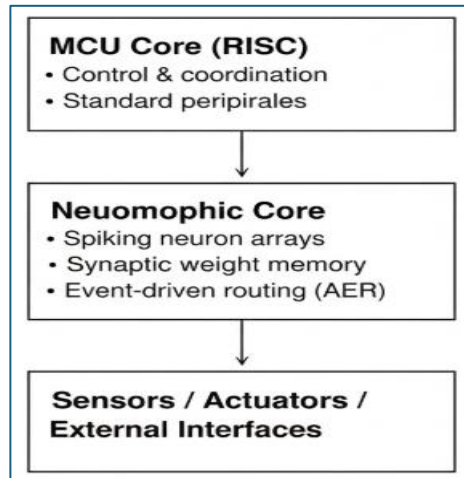 MCU Core (RISC)
• Control & coordination
• Standard peripirales
Neuomophic Core
• Spiking neuron arrays
• Synaptic weight memory
• Event-driven routing (AER)
Sensors / Actuators /
External Interfaces